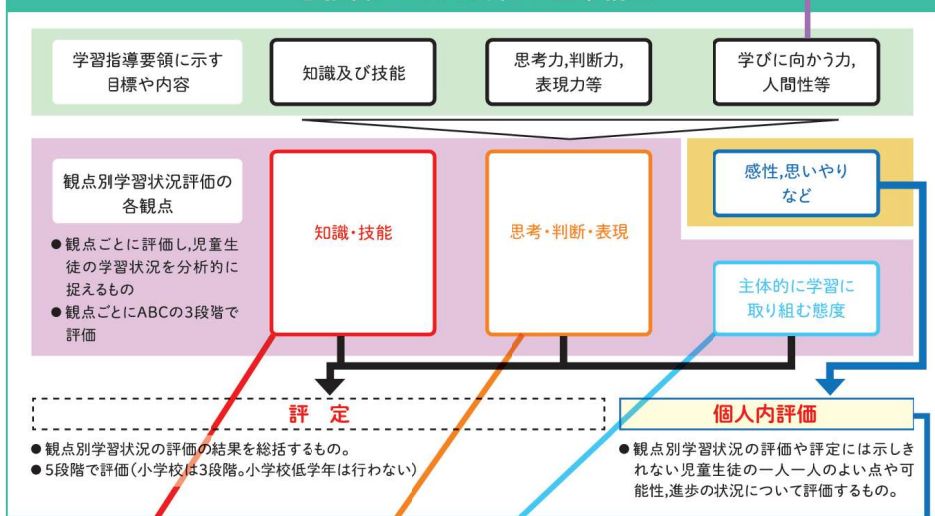 学習指導要領に示す
目標や内容
知識及び技能
思考力,判断力,
表現力等
学びに向かう力,
人間性等
観点別学習状況評価の
各観点
●観点ごとに評価し,児童生
徒の学習状況を分析的に
捉えるもの
●観点ごとにABCの3段階で
評価
知識・技能
思考・判断・表現
感性,思いやり
など
主体的に学習に
取り組む態度
評 定
●観点別学習状況の評価の結果を総括するもの。
●5段階で評価(小学校は3段階。小学校低学年は行わない)
個人内評価
●観点別学習状況の評価や評定には示しき
れない児童生徒の一人一人のよい点や可
能性,進歩の状況について評価するもの。